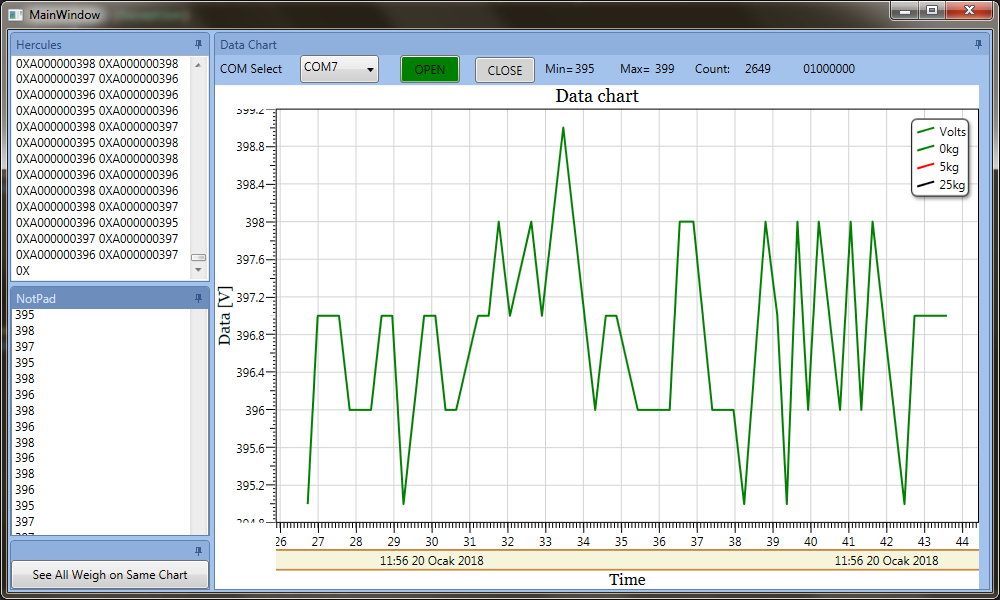 MainWindow
Hercules
0XA000000398 0XA000000398
0XA000000397 0XA000000396
0XA000000396 0XA000000396
0XA000000395 0XA000000396
0XA000000398 0XA000000397
0XA000000395 0XA000000398
0XA000000396 0XA000000398
0XA000000396 0XA000000396
0XA000000398 0XA000000396
0XA000000398 0XA000000397
0XA000000396 0XA000000395
0XA000000397 0XA000000397
0XA000000396 0XA000000397
0X
NotPad
395
398
397
395
398
396
398
396
398
396
398
396
395
397
397
See All Weigh on Same Chart
Data Chart
COM Select COM7 OPEN CLOSE Min= 395 Max= 399 Count: 2649 01000000
Data chart
Volts
0kg
5kg
25kg
Data [V]
399.2
398.8
398.4
398
397.6
397.2
396.8
396.4
396
395.6
395.2
394.8
26 27 28 29 30 31 32 33 34 35 36 37 38 39 40 41 42 43 44
11:56 20 Ocak 2018 11:56 20 Ocak 2018
Time